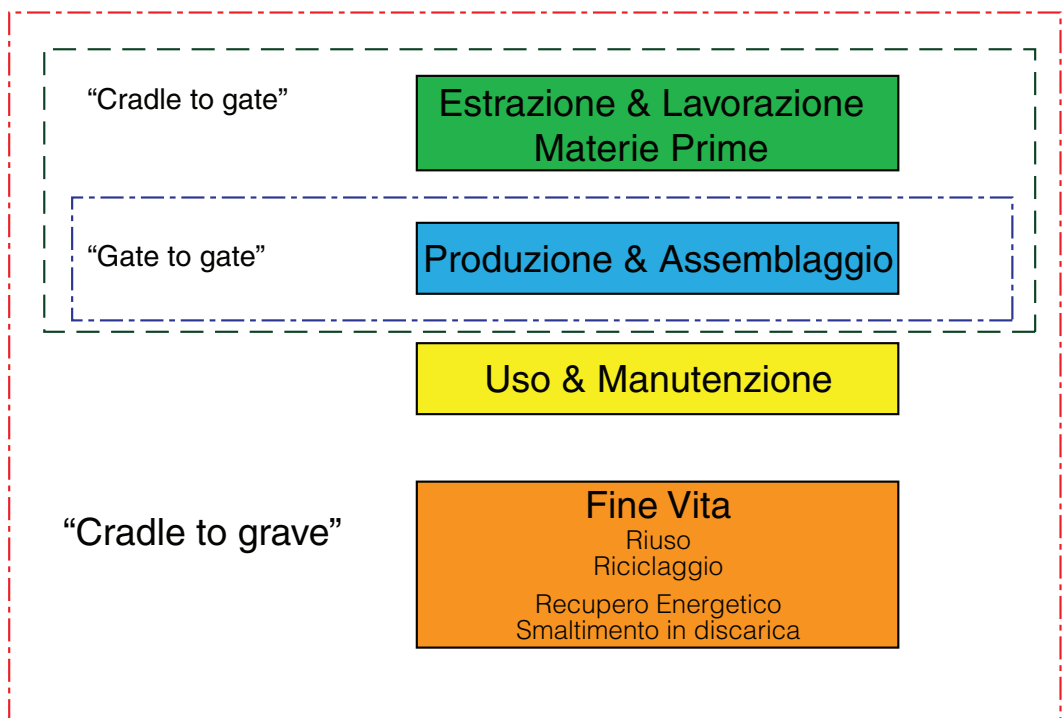 “Cradle to gate”
Estrazione & Lavorazione
Materie Prime
“Gate to gate”
Produzione & Assemblaggio
Uso & Manutenzione
“Cradle to grave”
Fine Vita
Riuso
Riciclaggio
Recupero Energetico
Smaltimento in discarica